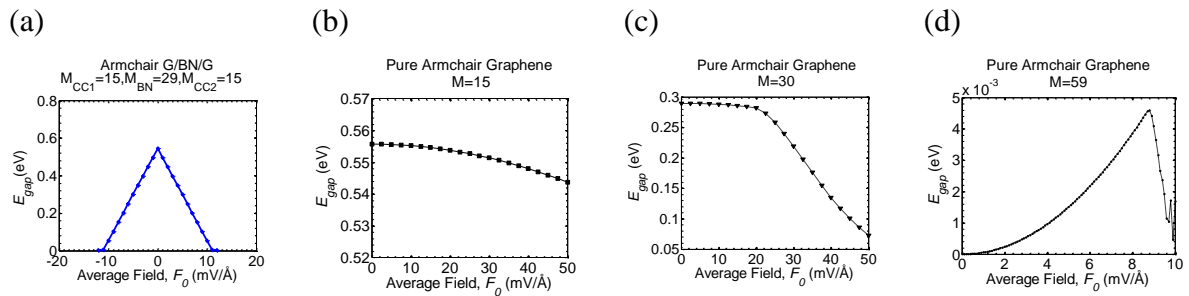 (a)
Armchair G/BN/G
M_CC1=15,M_BN=29,M_CC2=15
0.8
0.6
0.4
0.2
0
E_gap (eV)
-20 -10 0 10 20
Average Field, F_0 (mV/Å)
(b)
Pure Armchair Graphene
M=15
0.57
0.56
0.55
0.54
0.53
0.52
E_gap (eV)
0 10 20 30 40 50
Average Field, F_0 (mV/Å)
(c)
Pure Armchair Graphene
M=30
0.3
0.25
0.2
0.15
0.1
0.05
E_gap (eV)
0 10 20 30 40 50
Average Field, F_0 (mV/Å)
(d)
Pure Armchair Graphene
M=59
x 10^-3
5
4
3
2
1
0
E_gap (eV)
0 2 4 6 8 10
Average Field, F_0 (mV/Å)